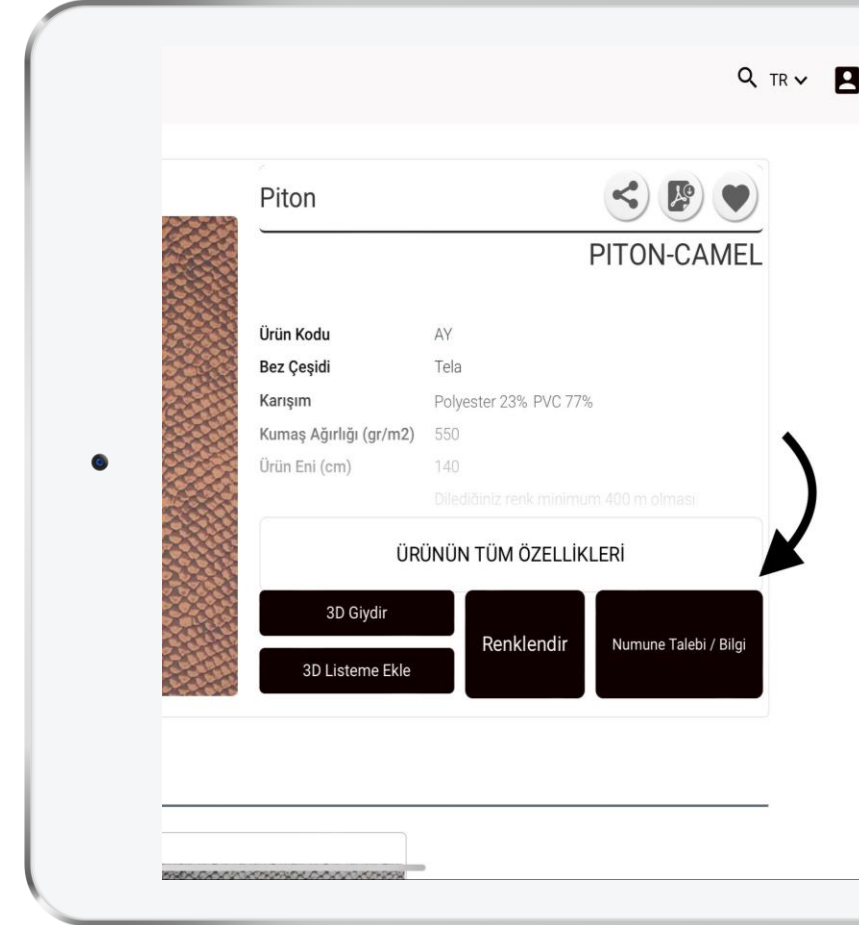 TR
Piton
PITON-CAMEL
Ürün Kodu AY
Bez Çeşidi Tela
Karışım Polyester 23% PVC 77%
Kumaş Ağırlığı (gr/m2) 550
Ürün Eni (cm) 140
Dilediğiniz renk minimum 400 m olması
ÜRÜNÜN TÜM ÖZELLİKLERİ
3D Giydir
Renklendir
Numune Talebi / Bilgi
3D Listeme Ekle